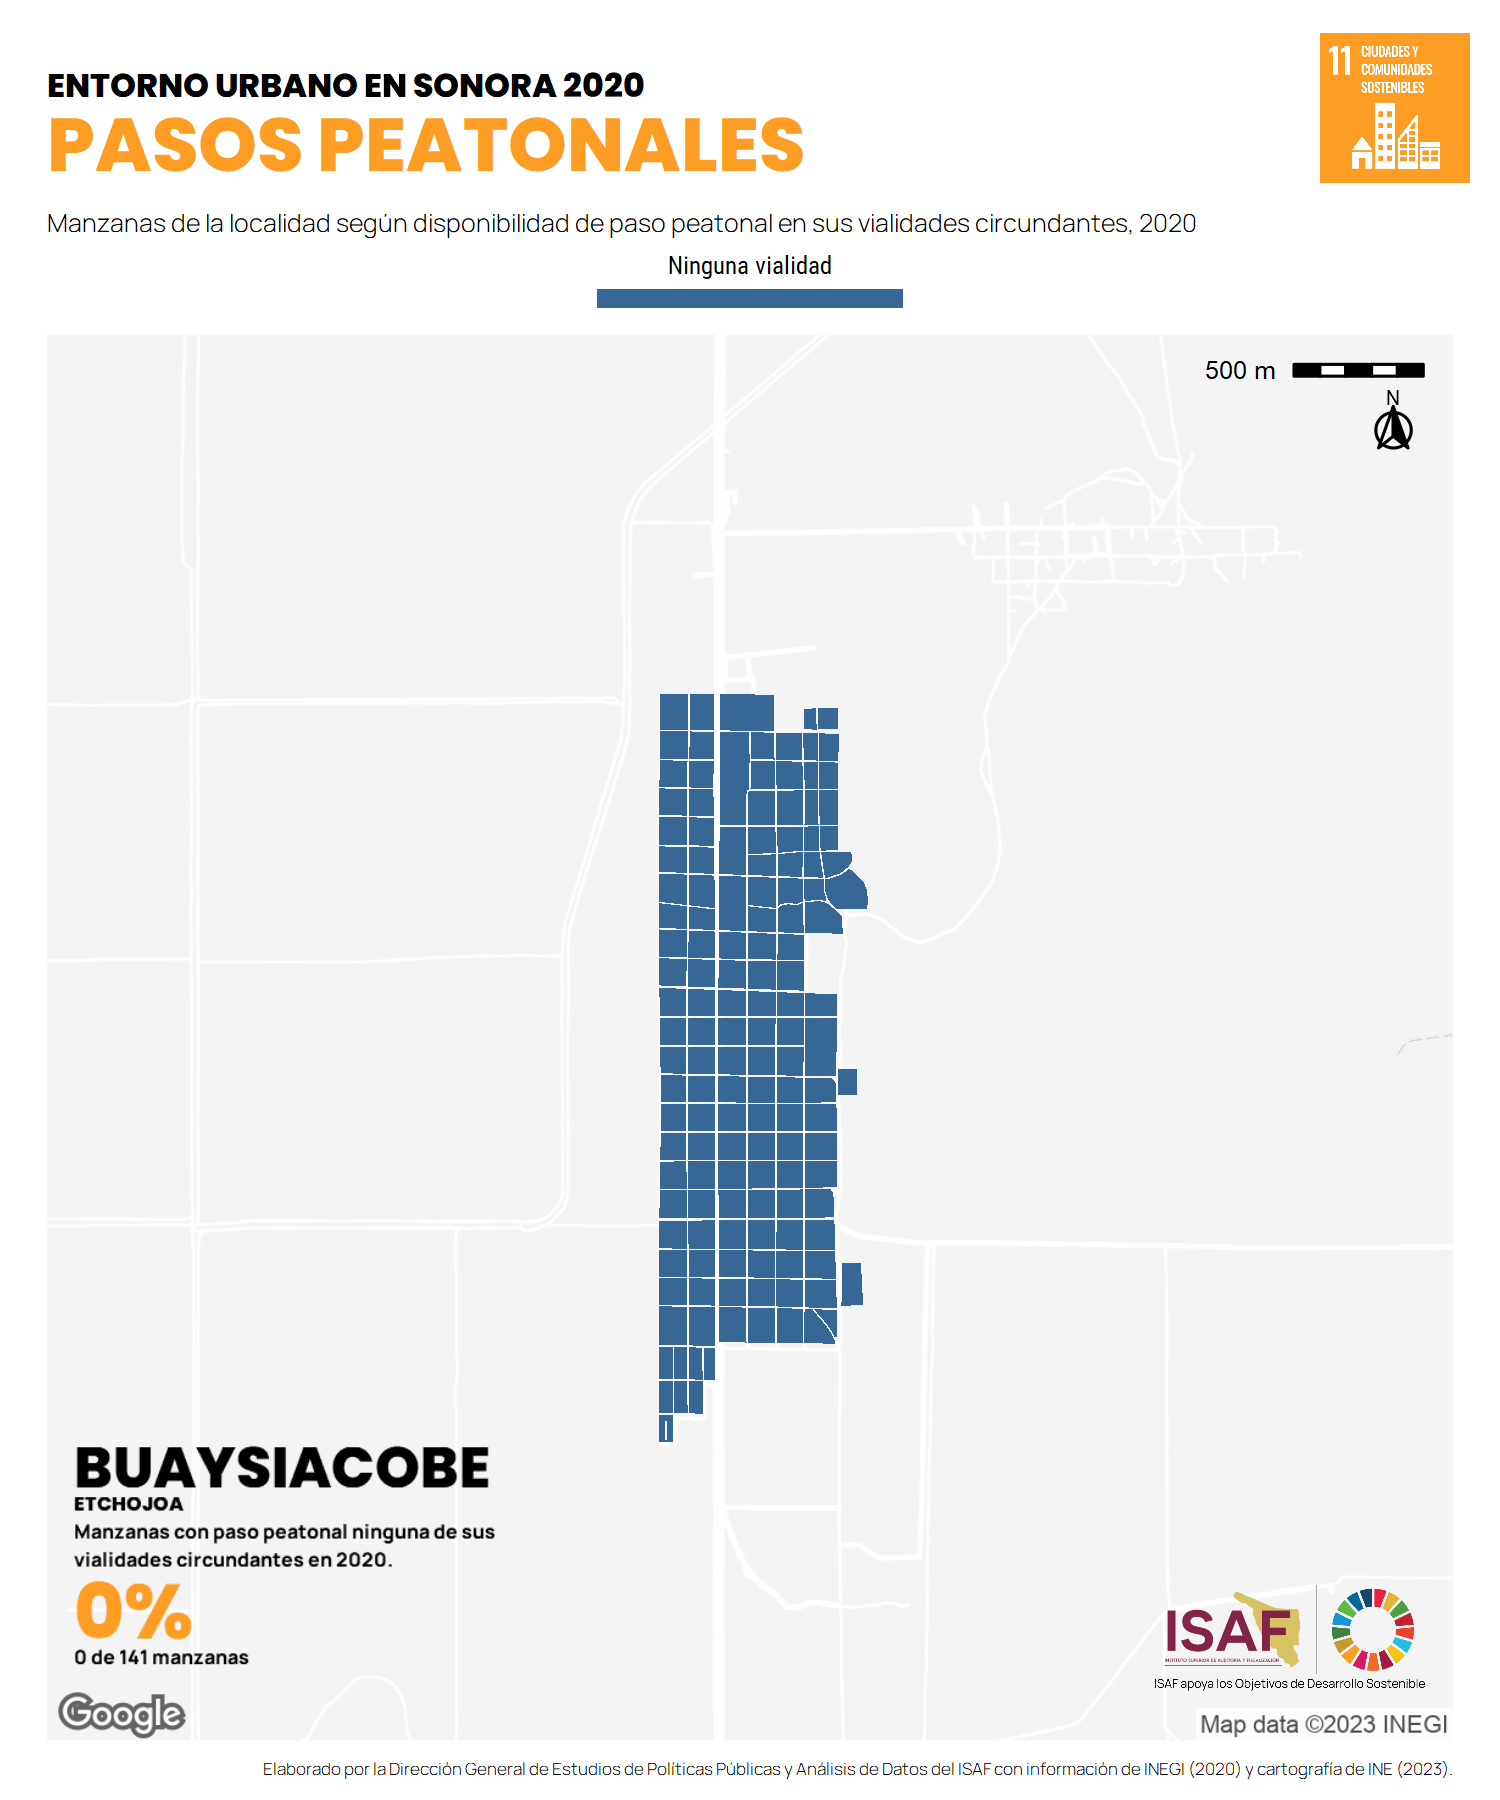 ENTORNO URBANO EN SONORA 2020
PASOS PEATONALES
11 CIUDADES Y
COMUNIDADES
SOSTENIBLES
Manzanas de la localidad según disponibilidad de paso peatonal en sus vialidades circundantes, 2020
Ninguna vialidad
500 m
N
BUAYSIACOBE
ETCHOJOA
Manzanas con paso peatonal ninguna de sus
vialidades circundantes en 2020.
0%
0 de 141 manzanas
ISAF
INSTITUTO SUPERIOR DE AUDITORÍA Y FISCALIZACIÓN
ISAF apoya los Objetivos de Desarrollo Sostenible
Google
Map data ©2023 INEGI
Elaborado por la Dirección General de Estudios de Políticas Públicas y Análisis de Datos del ISAF con información de INEGI (2020) y cartografía de INE (2023).